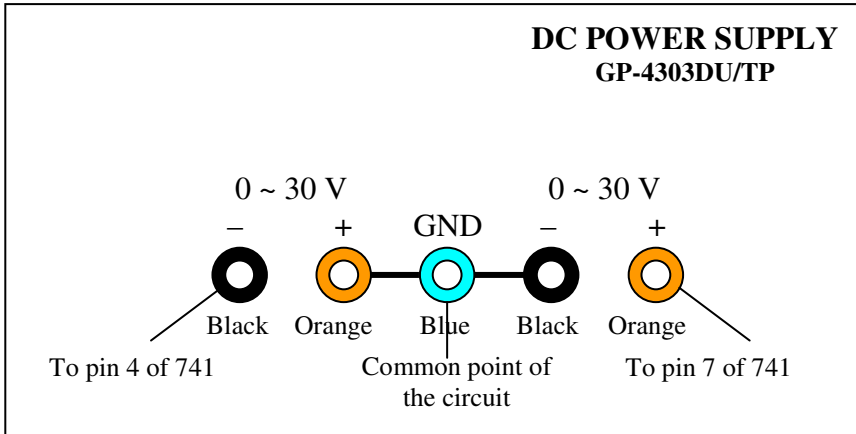 DC POWER SUPPLY
GP-4303DU/TP
0 ~ 30 V 0 ~ 30 V
– + GND – +
Black Orange Blue Black Orange
To pin 4 of 741 Common point of To pin 7 of 741
the circuit